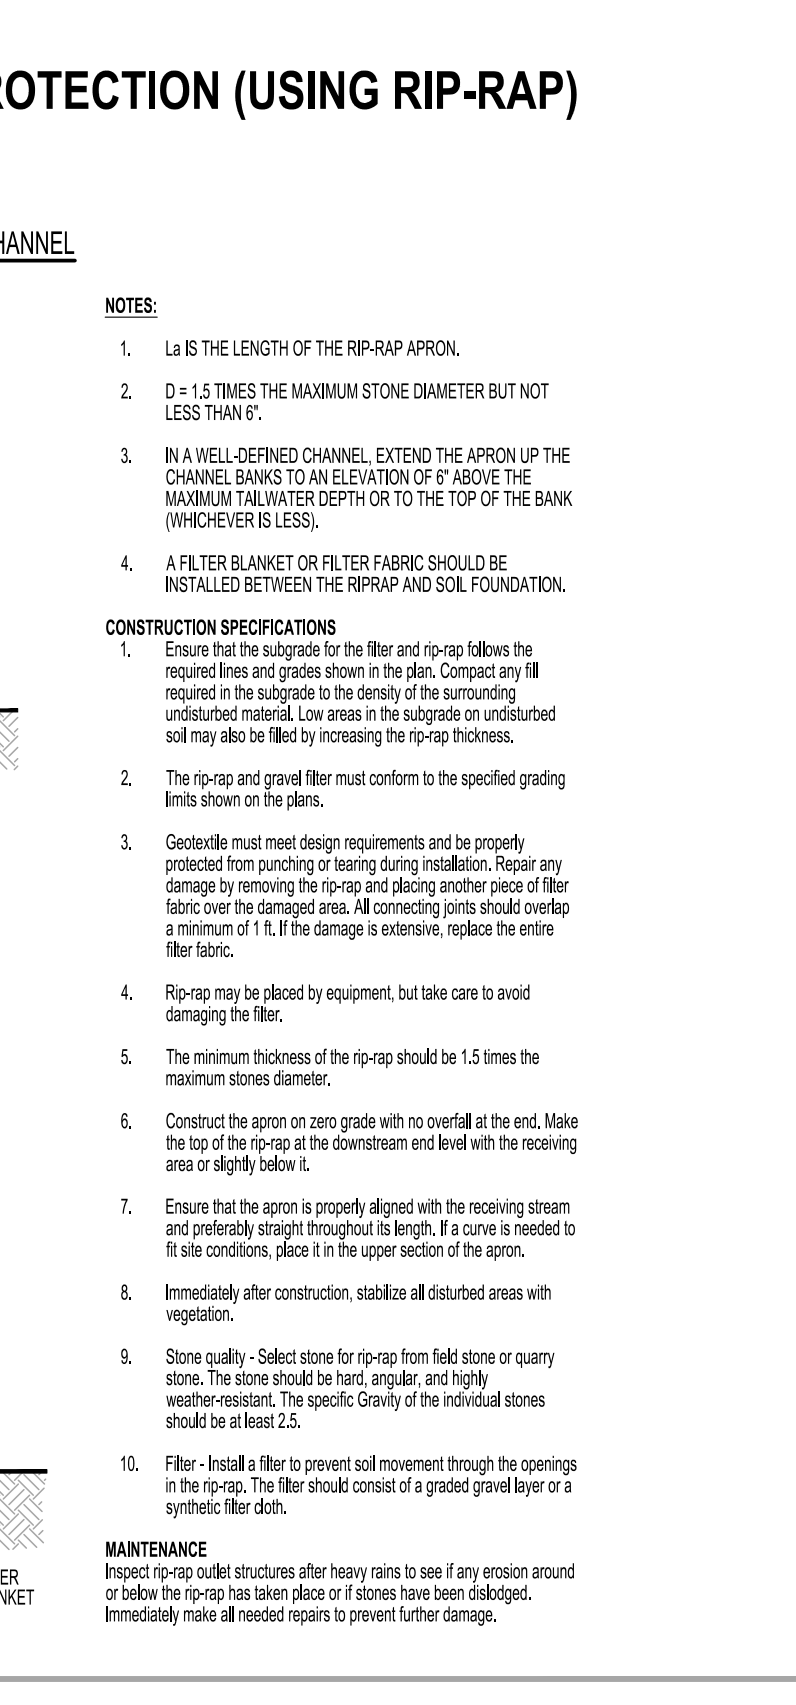 ROTECTION (USING RIP-RAP)
HANNEL
NOTES:
1. La IS THE LENGTH OF THE RIP-RAP APRON.
2. D = 1.5 TIMES THE MAXIMUM STONE DIAMETER BUT NOT
LESS THAN 6".
3. IN A WELL-DEFINED CHANNEL, EXTEND THE APRON UP THE
CHANNEL BANKS TO AN ELEVATION OF 6" ABOVE THE
MAXIMUM TAILWATER DEPTH OR TO THE TOP OF THE BANK
(WHICHEVER IS LESS).
4. A FILTER BLANKET OR FILTER FABRIC SHOULD BE
INSTALLED BETWEEN THE RIPRAP AND SOIL FOUNDATION.
CONSTRUCTION SPECIFICATIONS
1. Ensure that the subgrade for the filter and rip-rap follows the
required lines and grades shown in the plan. Compact any fill
required in the subgrade to the density of the surrounding
undisturbed material. Low areas in the subgrade on undisturbed
soil may also be filled by increasing the rip-rap thickness.
2. The rip-rap and gravel filter must conform to the specified grading
limits shown on the plans.
3. Geotextile must meet design requirements and be properly
protected from punching or tearing during installation. Repair any
damage by removing the rip-rap and placing another piece of filter
fabric over the damaged area. All connecting joints should overlap
a minimum of 1 ft. If the damage is extensive, replace the entire
filter fabric.
4. Rip-rap may be placed by equipment, but take care to avoid
damaging the filter.
5. The minimum thickness of the rip-rap should be 1.5 times the
maximum stones diameter.
6. Construct the apron on zero grade with no overfall at the end. Make
the top of the rip-rap at the downstream end level with the receiving
area or slightly below it.
7. Ensure that the apron is properly aligned with the receiving stream
and preferably straight throughout its length. If a curve is needed to
fit site conditions, place it in the upper section of the apron.
8. Immediately after construction, stabilize all disturbed areas with
vegetation.
9. Stone quality - Select stone for rip-rap from field stone or quarry
stone. The stone should be hard, angular, and highly
weather-resistant. The specific Gravity of the individual stones
should be at least 2.5.
10. Filter - Install a filter to prevent soil movement through the openings
in the rip-rap. The filter should consist of a graded gravel layer or a
synthetic filter cloth.
MAINTENANCE
Inspect rip-rap outlet structures after heavy rains to see if any erosion around
or below the rip-rap has taken place or if stones have been dislodged.
Immediately make all needed repairs to prevent further damage.
ER
NKET